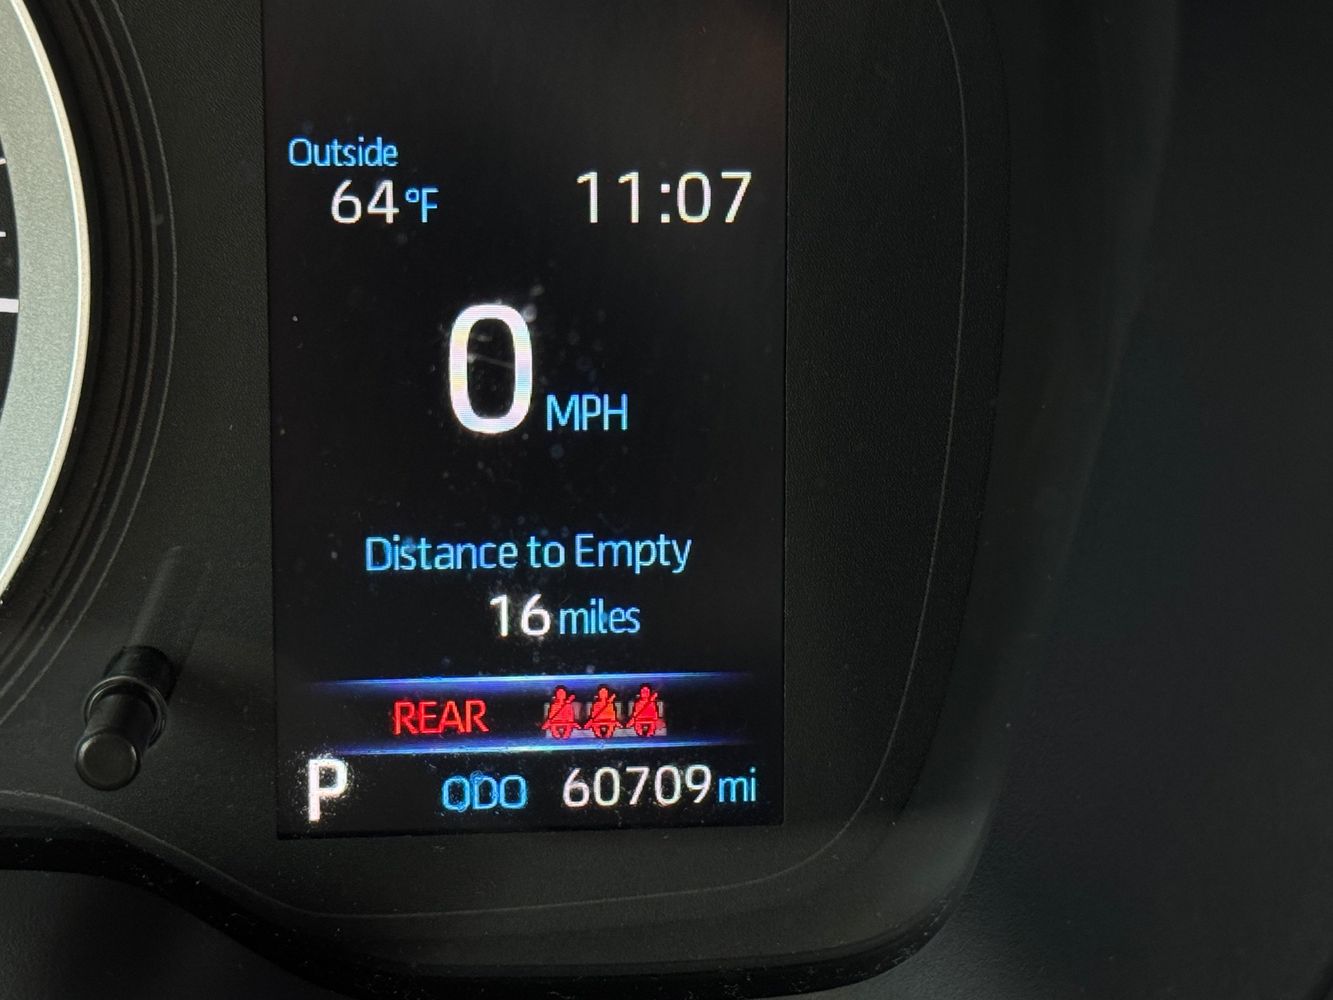 Outside
64°F 11:07
0 MPH
Distance to Empty
16 miles
REAR
P ODO 60709 mi